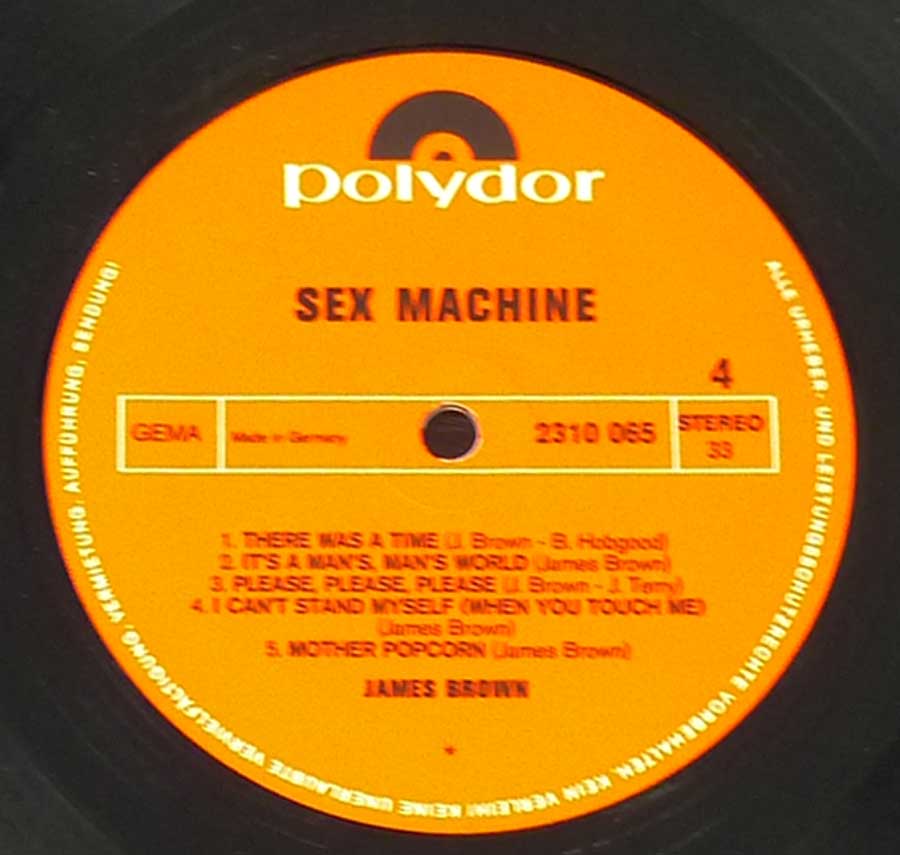 polydor
SEX MACHINE
4
GEMA
Made in Germany
2310 065
STEREO
33
1. THERE WAS A TIME (J. Brown - B. Hobgood)
2. IT'S A MAN'S, MAN'S WORLD (James Brown)
3. PLEASE, PLEASE, PLEASE (J. Brown - J. Terry)
4. I CAN'T STAND MYSELF (WHEN YOU TOUCH ME)
(James Brown)
5. MOTHER POPCORN (James Brown)
JAMES BROWN
*
ALLE URHEBER- UND LEISTUNGSSCHUTZRECHTE VORBEHALTEN. KEIN VERLEIH! KEINE UNERLAUBTE VERVIELFÄLTIGUNG, VERMIETUNG, AUFFÜHRUNG, SENDUNG!